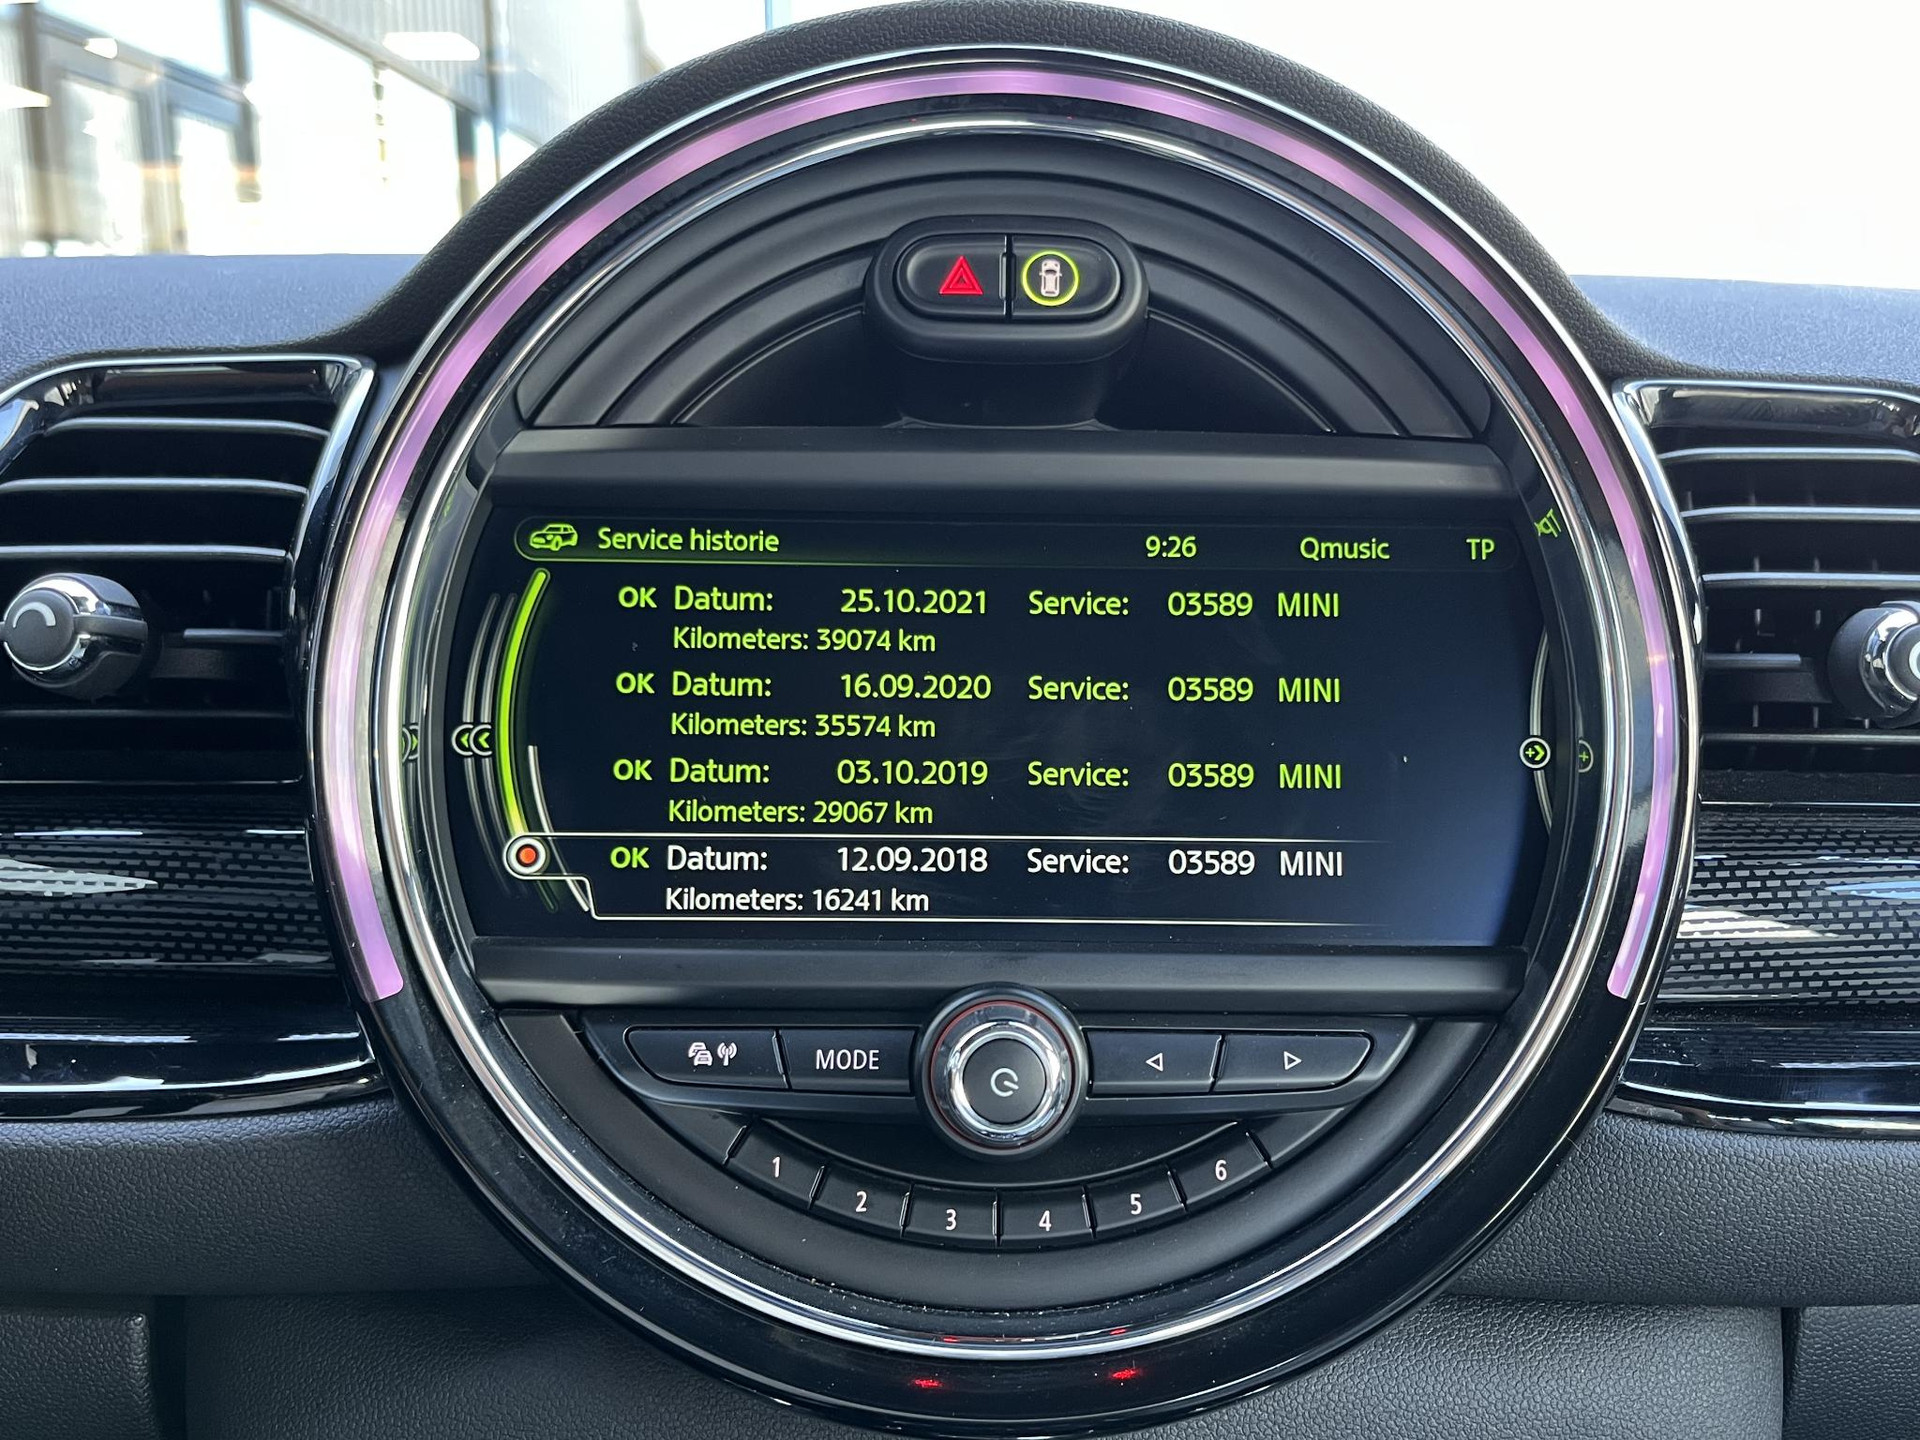 Service historie 9:26 Qmusic TP
OK Datum: 25.10.2021 Service: 03589 MINI
Kilometers: 39074 km
OK Datum: 16.09.2020 Service: 03589 MINI
Kilometers: 35574 km
OK Datum: 03.10.2019 Service: 03589 MINI
Kilometers: 29067 km
OK Datum: 12.09.2018 Service: 03589 MINI
Kilometers: 16241 km
MODE
1 2 3 4 5 6